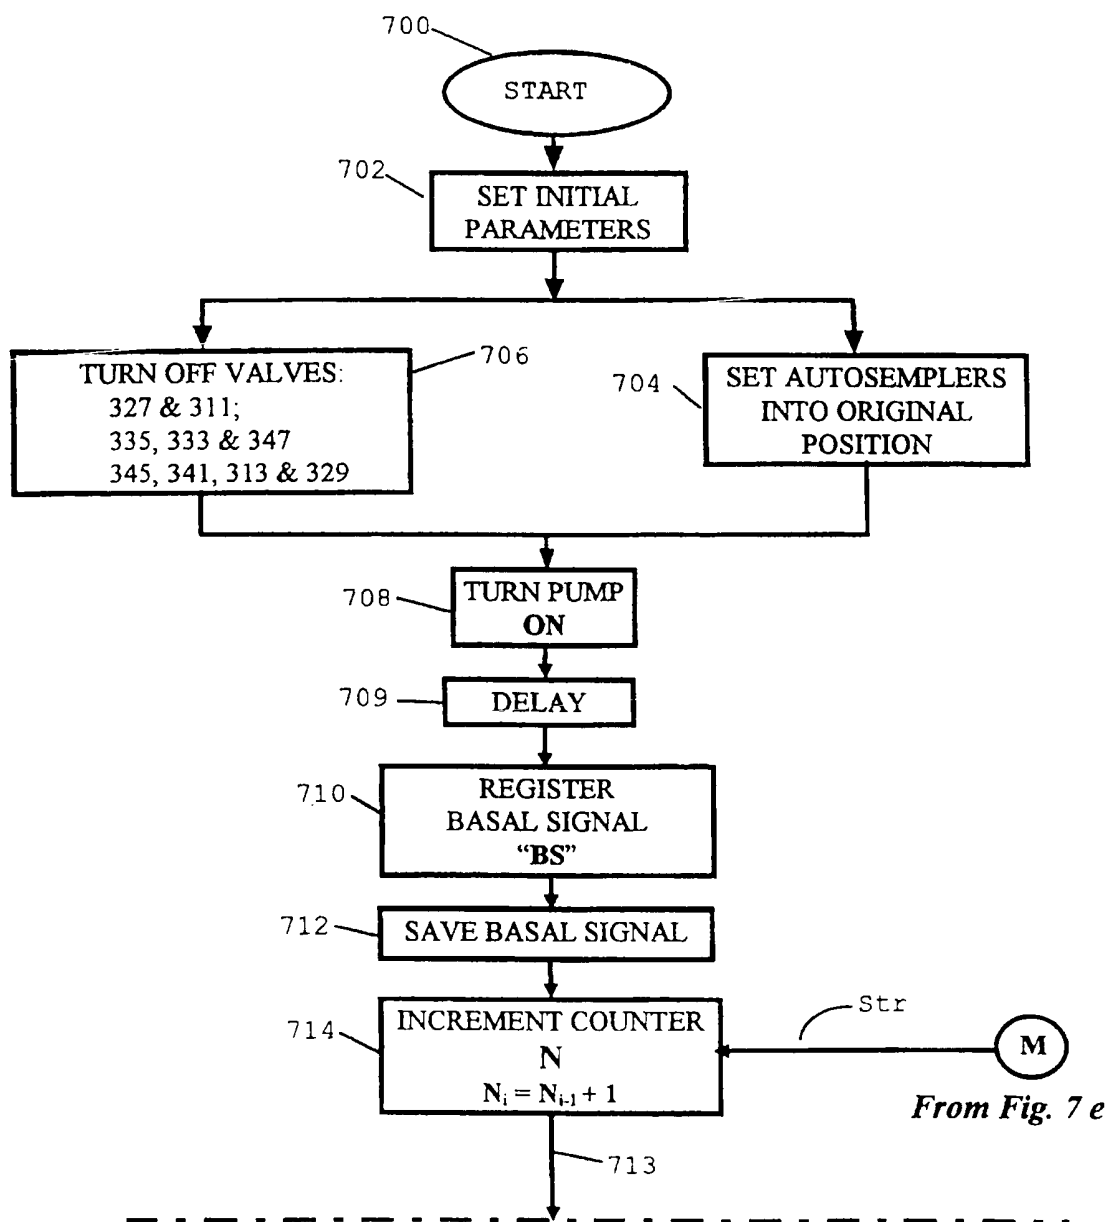 700
START
702
SET INITIAL
PARAMETERS
706
TURN OFF VALVES:
327 & 311;
335, 333 & 347
345, 341, 313 & 329
704
SET AUTOSEMPLERS
INTO ORIGINAL
POSITION
708
TURN PUMP
ON
709
DELAY
710
REGISTER
BASAL SIGNAL
“BS”
712
SAVE BASAL SIGNAL
714
INCREMENT COUNTER
N
Nᵢ = Nᵢ₋₁ + 1
Str
M
From Fig. 7 e
713